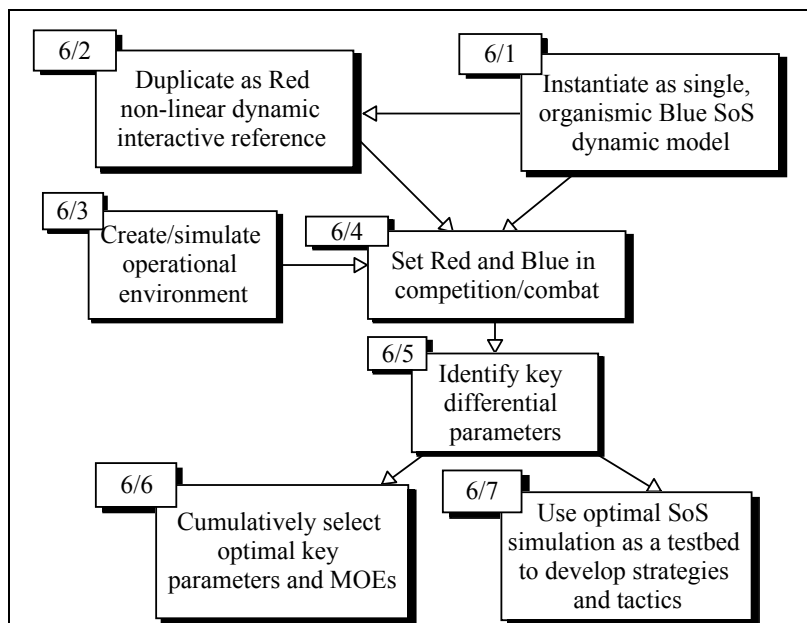 6/2
Duplicate as Red
non-linear dynamic
interactive reference
6/1
Instantiate as single,
organismic Blue SoS
dynamic model
6/3
Create/simulate
operational
environment
6/4
Set Red and Blue in
competition/combat
6/5
Identify key
differential
parameters
6/6
Cumulatively select
optimal key
parameters and MOEs
6/7
Use optimal SoS
simulation as a testbed
to develop strategies
and tactics